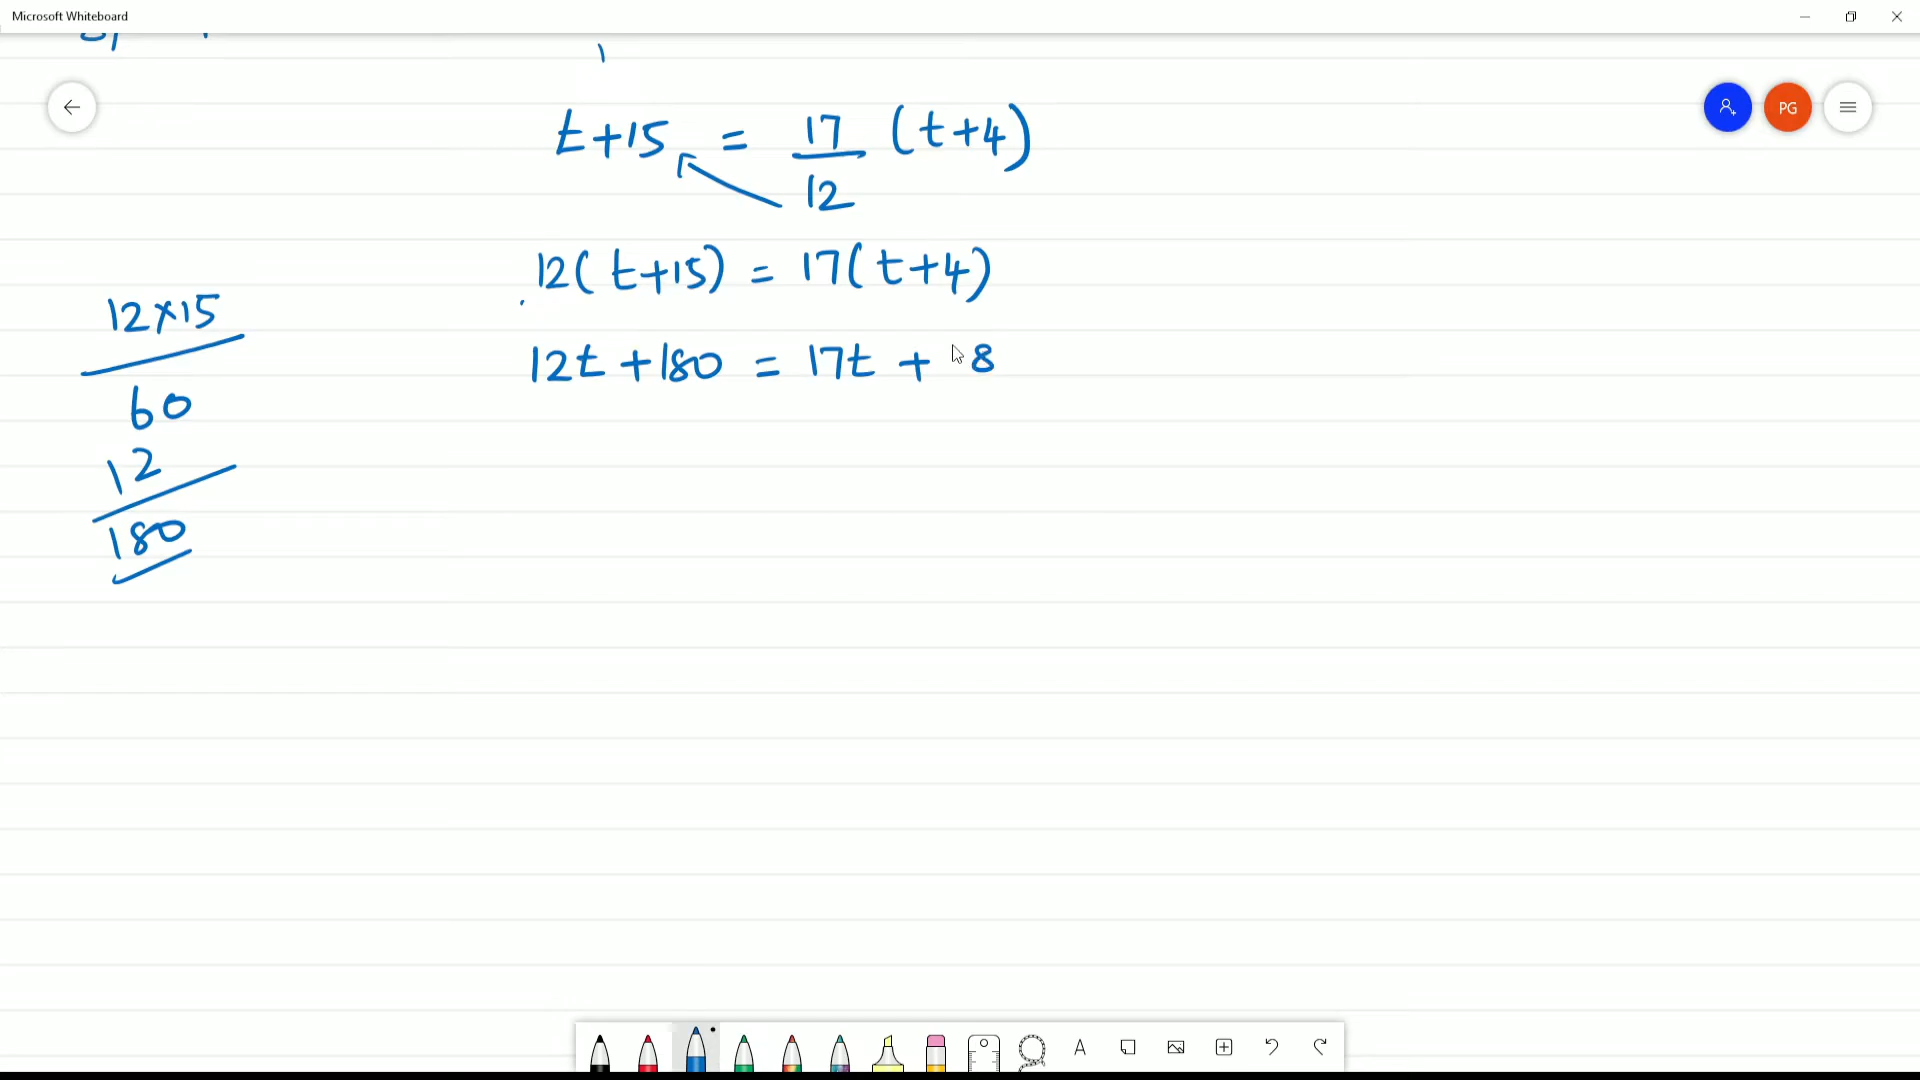 Microsoft Whiteboard
PG
t+15 = 17/12 (t+4)
12(t+15) = 17(t+4)
12t +180 = 17t + 8
12×15
60
12
180
A